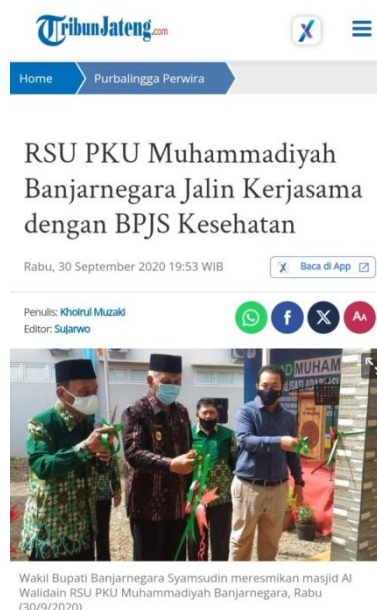 TribunJateng.com
Home
Purbalingga Perwira
RSU PKU Muhammadiyah
Banjarnegara Jalin Kerjasama
dengan BPJS Kesehatan
Rabu, 30 September 2020 19:53 WIB
Baca di App
Penulis: Khoirul Muzaki
Editor: Sujarwo
AA
AD MUHAM
Wakil Bupati Banjarnegara Syamsudin meresmikan masjid Al
Walidain RSU PKU Muhammadiyah Banjarnegara, Rabu
(30/9/2020)